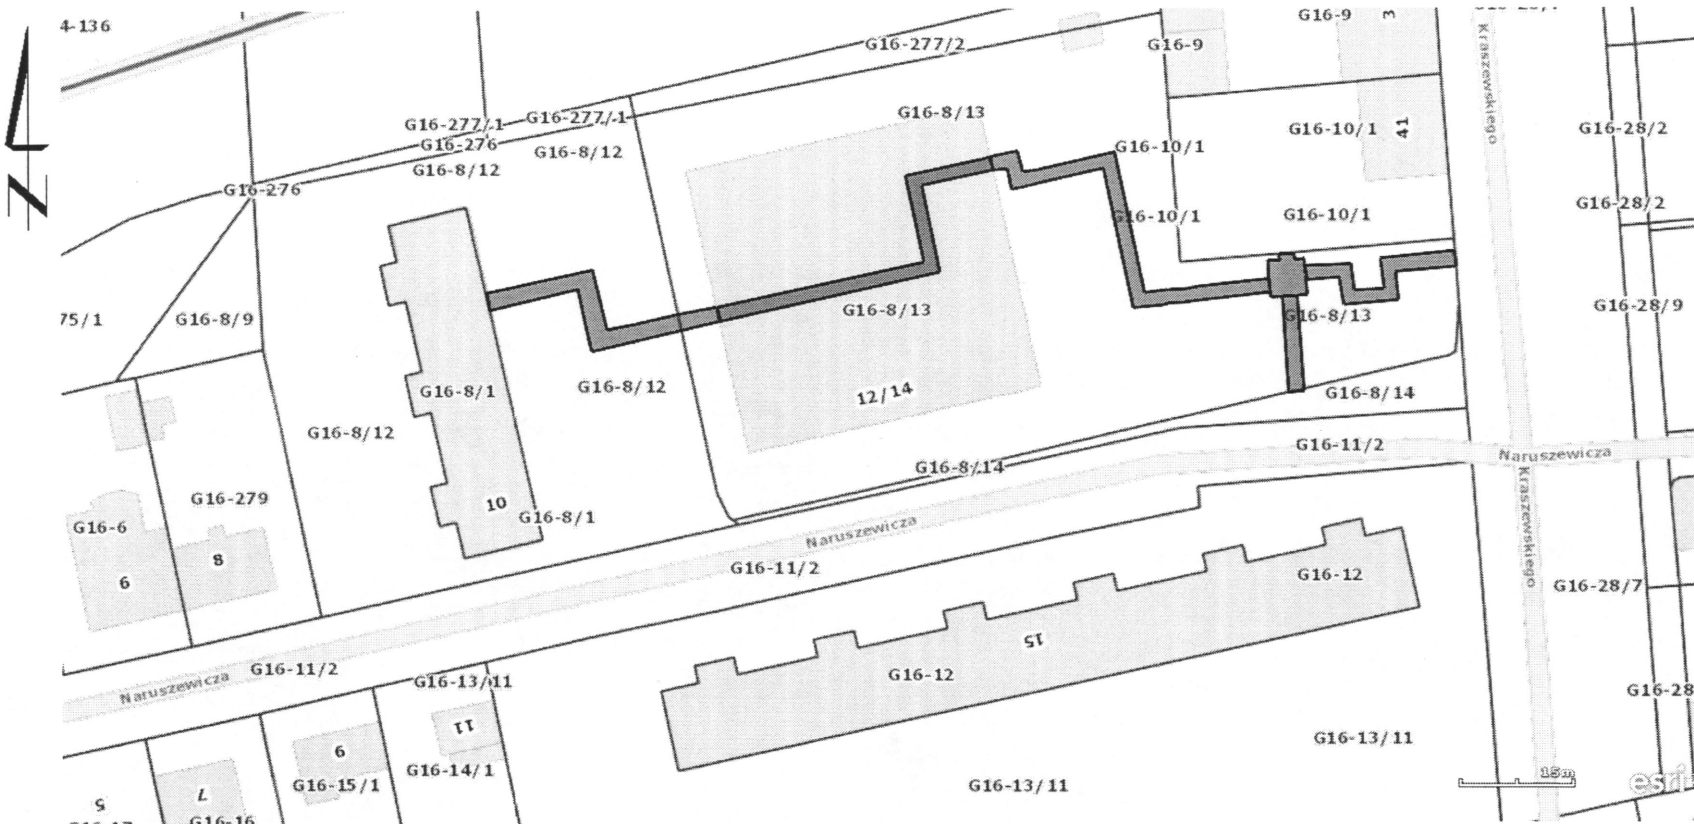 4-136
G16-9
3
G16-277/2
G16-9
Kraszewskiego
G16-277/1
G16-277/1
G16-8/13
G16-10/1
41
G16-28/2
G16-276
G16-8/12
G16-10/1
G16-8/12
G16-276
G16-10/1
G16-10/1
G16-28/2
75/1
G16-8/9
G16-8/13
G16-8/13
G16-28/9
G16-8/1
G16-8/12
12/14
G16-8/14
G16-8/12
G16-11/2
Naruszewicza
G16-8/14
G16-279
10
G16-8/1
G16-6
Naruszewicza
Kraszewskiego
8
6
G16-11/2
G16-12
G16-28/7
15
G16-11/2
G16-12
Naruszewicza
G16-13/11
G16-28
11
9
G16-13/11
G16-14/1
G16-15/1
G16-13/11
15m
esri
5
7
G16-16
N